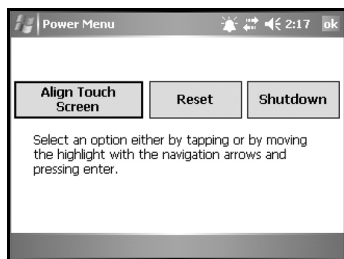 Power Menu 2:17 ok
Align Touch
Screen
Reset
Shutdown
Select an option either by tapping or by moving
the highlight with the navigation arrows and
pressing enter.